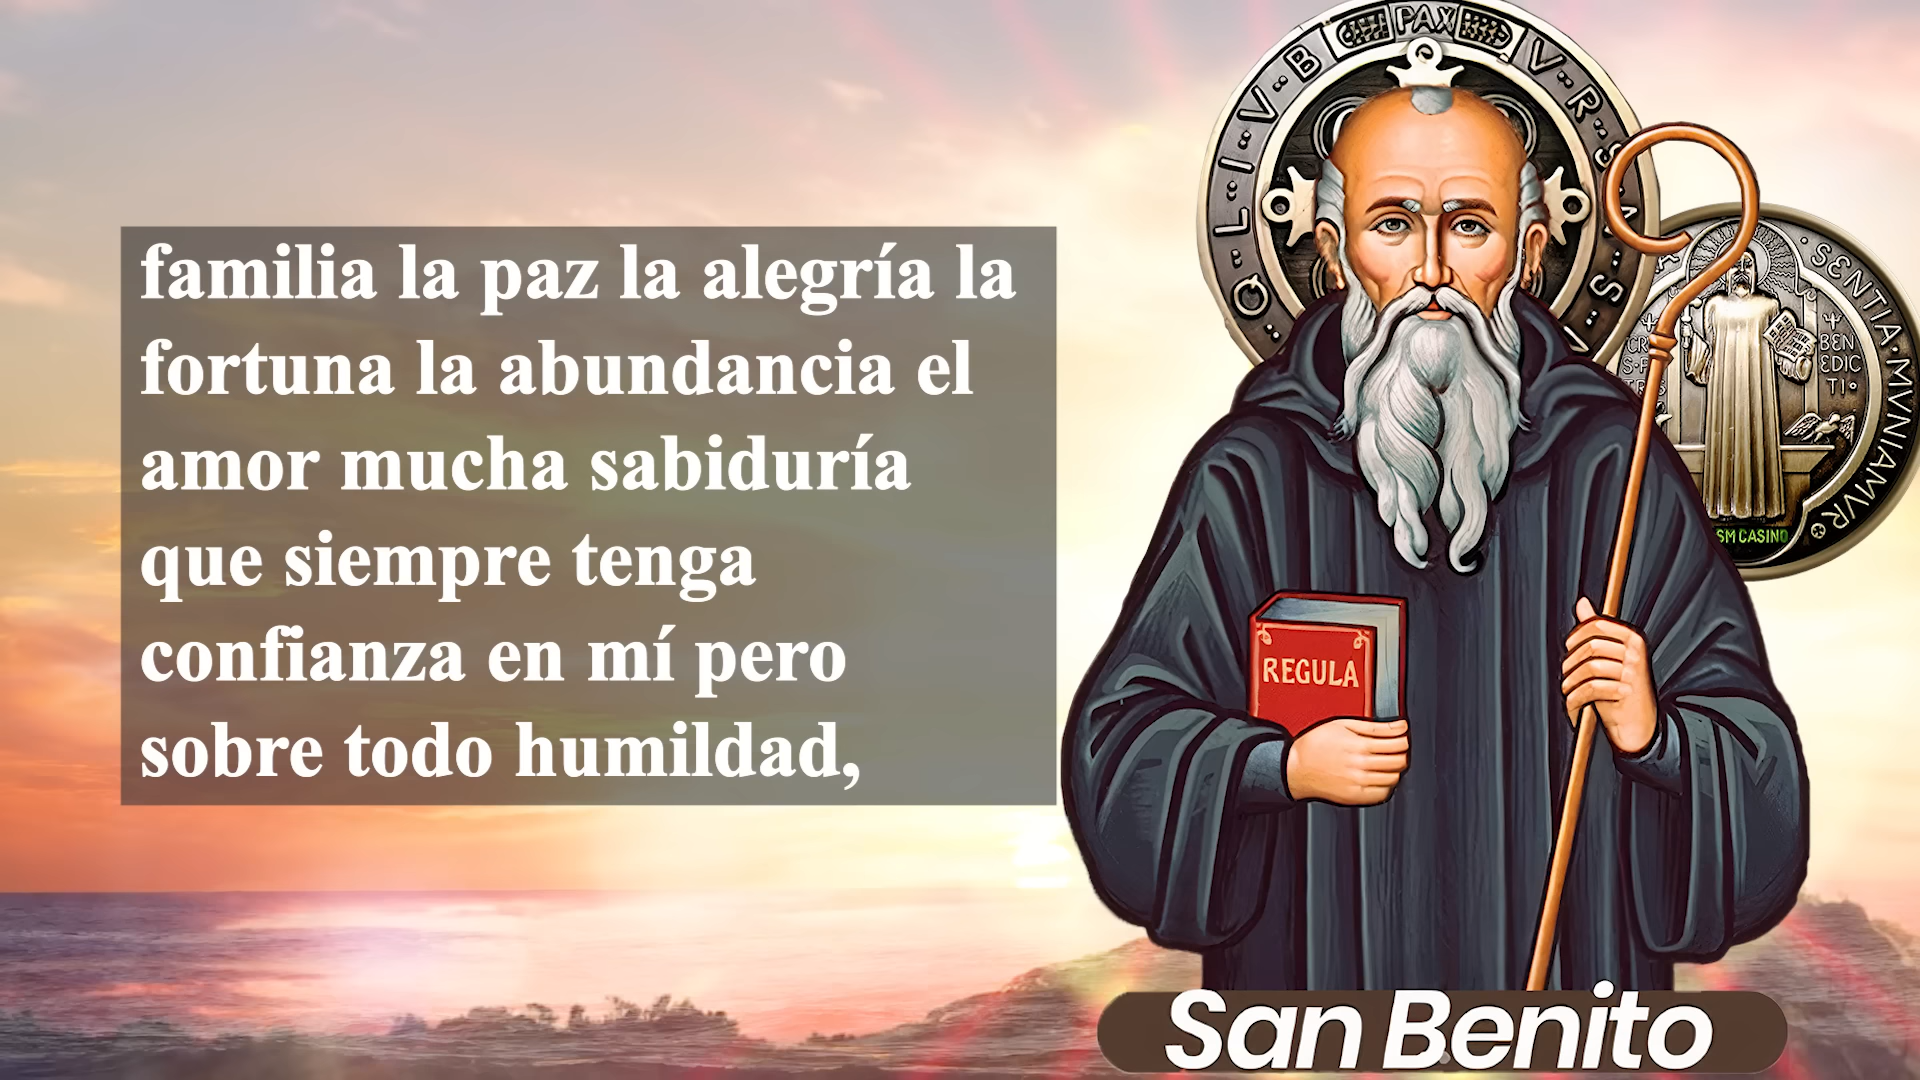 familia la paz la alegría la
fortuna la abundancia el
amor mucha sabiduría
que siempre tenga
confianza en mí pero
sobre todo humildad,
PAX
REGULA
BEN
EDIC
TI
SENTIA·MVNIAMVR
SM CASINO
San Benito